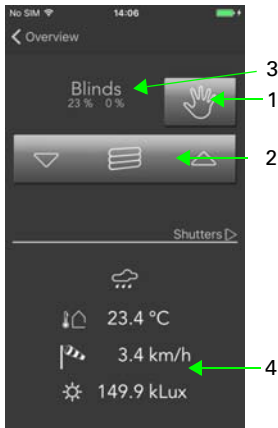 No SIM 14:06
Overview
3
Blinds
23 % 0 %
1
2
Shutters
23.4 °C
3.4 km/h
4
149.9 kLux